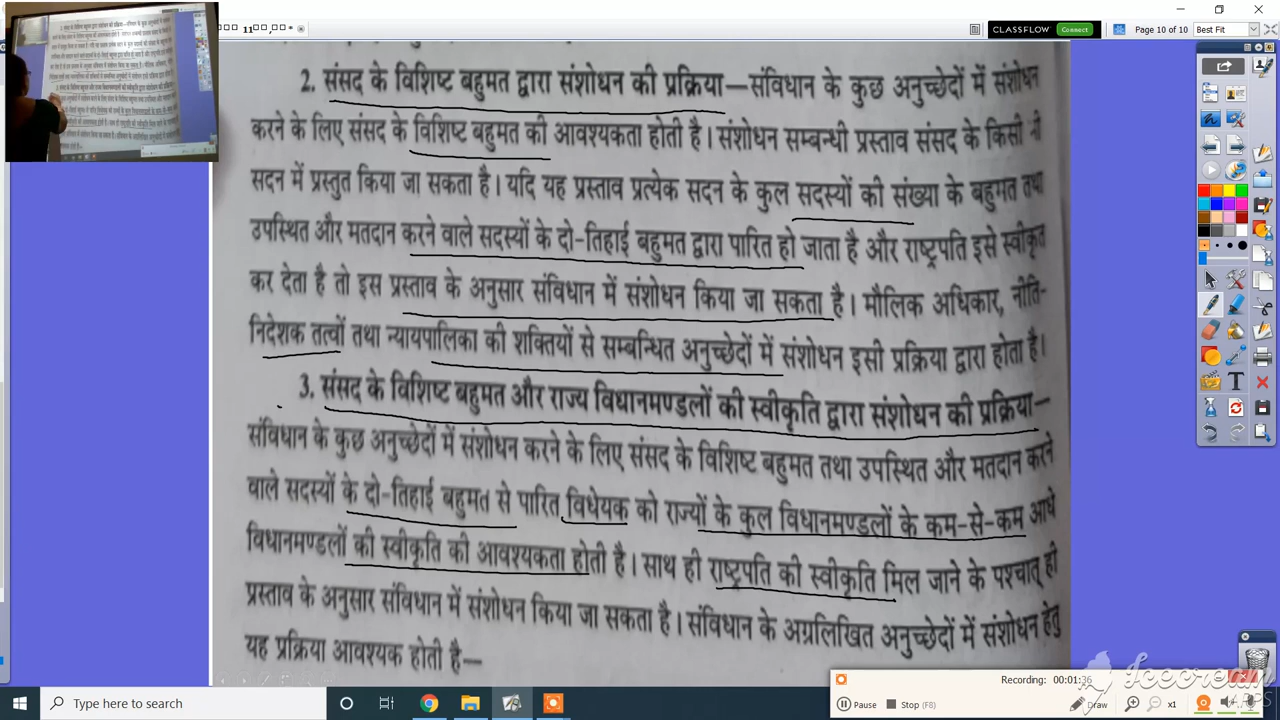 11
CLASSFLOW Connect
Page 10 of 10
Best Fit
2. संसद के विशिष्ट बहुमत द्वारा संशोधन की प्रक्रिया—संविधान के कुछ अनुच्छेदों में संशोधन
करने के लिए संसद के विशिष्ट बहुमत की आवश्यकता होती है। संशोधन सम्बन्धी प्रस्ताव संसद के किसी भी
सदन में प्रस्तुत किया जा सकता है। यदि यह प्रस्ताव प्रत्येक सदन के कुल सदस्यों की संख्या के बहुमत तथा
उपस्थित और मतदान करने वाले सदस्यों के दो-तिहाई बहुमत द्वारा पारित हो जाता है और राष्ट्रपति इसे स्वीकृत
कर देता है तो इस प्रस्ताव के अनुसार संविधान में संशोधन किया जा सकता है। मौलिक अधिकार, नीति-
निदेशक तत्वों तथा न्यायपालिका की शक्तियों से सम्बन्धित अनुच्छेदों में संशोधन इसी प्रक्रिया द्वारा होता है।
3. संसद के विशिष्ट बहुमत और राज्य विधानमण्डलों की स्वीकृति द्वारा संशोधन की प्रक्रिया—
संविधान के कुछ अनुच्छेदों में संशोधन करने के लिए संसद के विशिष्ट बहुमत तथा उपस्थित और मतदान करने
वाले सदस्यों के दो-तिहाई बहुमत से पारित विधेयक को राज्यों के कुल विधानमण्डलों के कम-से-कम आधे
विधानमण्डलों की स्वीकृति की आवश्यकता होती है। साथ ही राष्ट्रपति की स्वीकृति मिल जाने के पश्चात् ही
प्रस्ताव के अनुसार संविधान में संशोधन किया जा सकता है। संविधान के अग्रलिखित अनुच्छेदों में संशोधन हेतु
यह प्रक्रिया आवश्यक होती है—
Recording: 00:01:36
Pause Stop (F8) Draw x1
Icecream
APPS
Type here to search